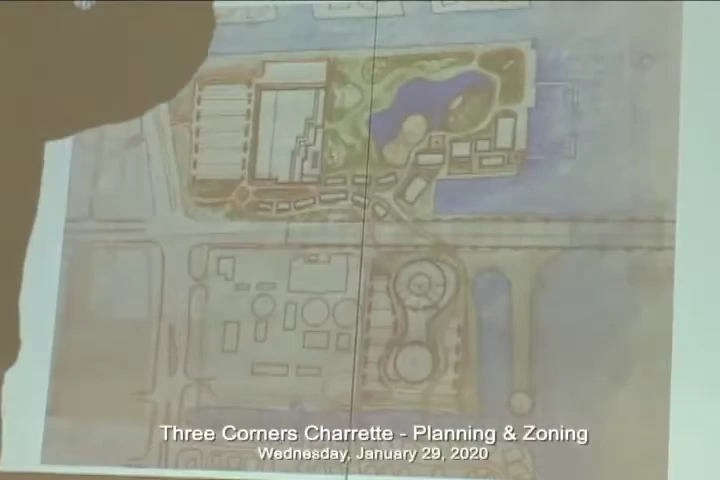 Three Corners Charrette - Planning & Zoning
Wednesday, January 29, 2020